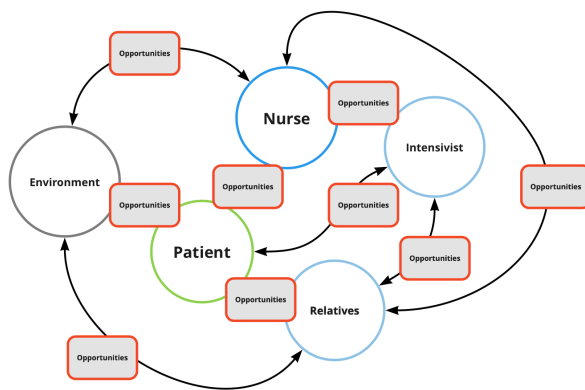 Opportunities
Nurse
Opportunities
Intensivist
Environment
Opportunities
Opportunities
Opportunities
Opportunities
Patient
Opportunities
Opportunities
Relatives
Opportunities